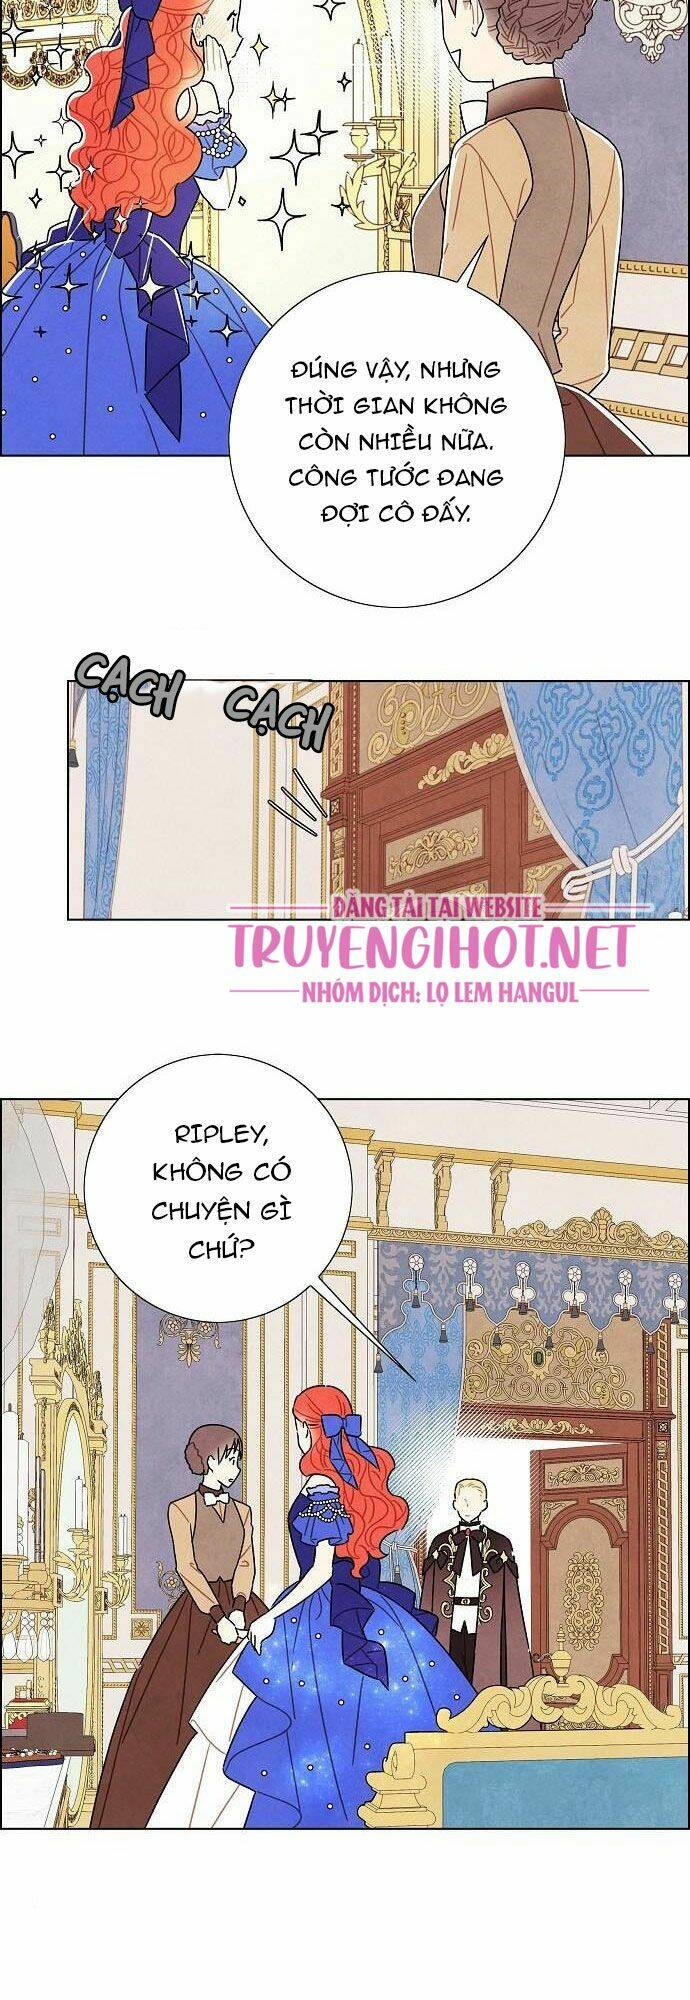 ĐÚNG VẬY, NHƯNG
THỜI GIAN KHÔNG
CÒN NHIỀU NỮA.
CÔNG TƯỚC ĐANG
ĐỢI CÔ ĐẤY.
CẠCH
CẠCH
ĐĂNG TẢI TẠI WEBSITE
TRUYENGIHOT.NET
NHÓM DỊCH: LỌ LEM HANGUL
RIPLEY,
KHÔNG CÓ
CHUYỆN GÌ
CHỨ?